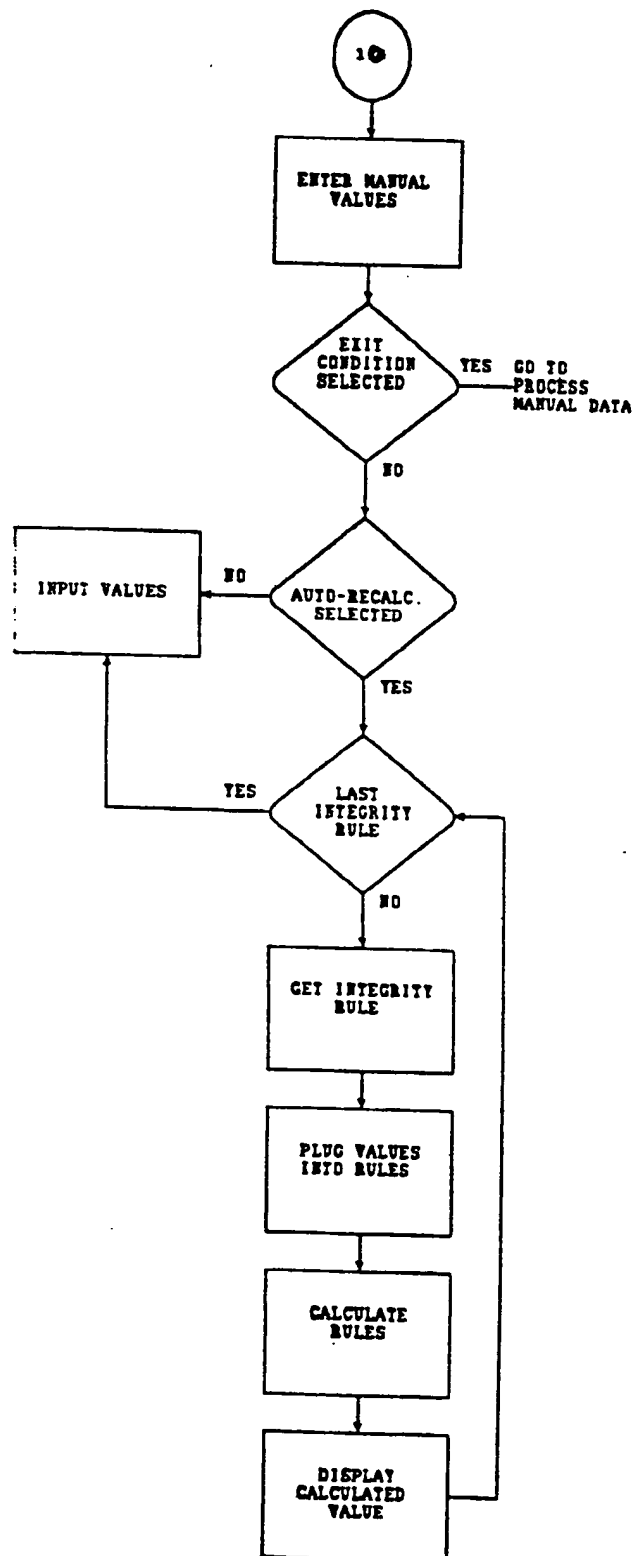 ENTER MANUAL
VALUES
EXIT
CONDITION
SELECTED
YES
GO TO
PROCESS
MANUAL DATA
NO
INPUT VALUES
NO
AUTO-RECALC.
SELECTED
YES
YES
LAST
INTEGRITY
RULE
NO
GET INTEGRITY
RULE
PLUG VALUES
INTO RULES
CALCULATE
RULES
DISPLAY
CALCULATED
VALUE